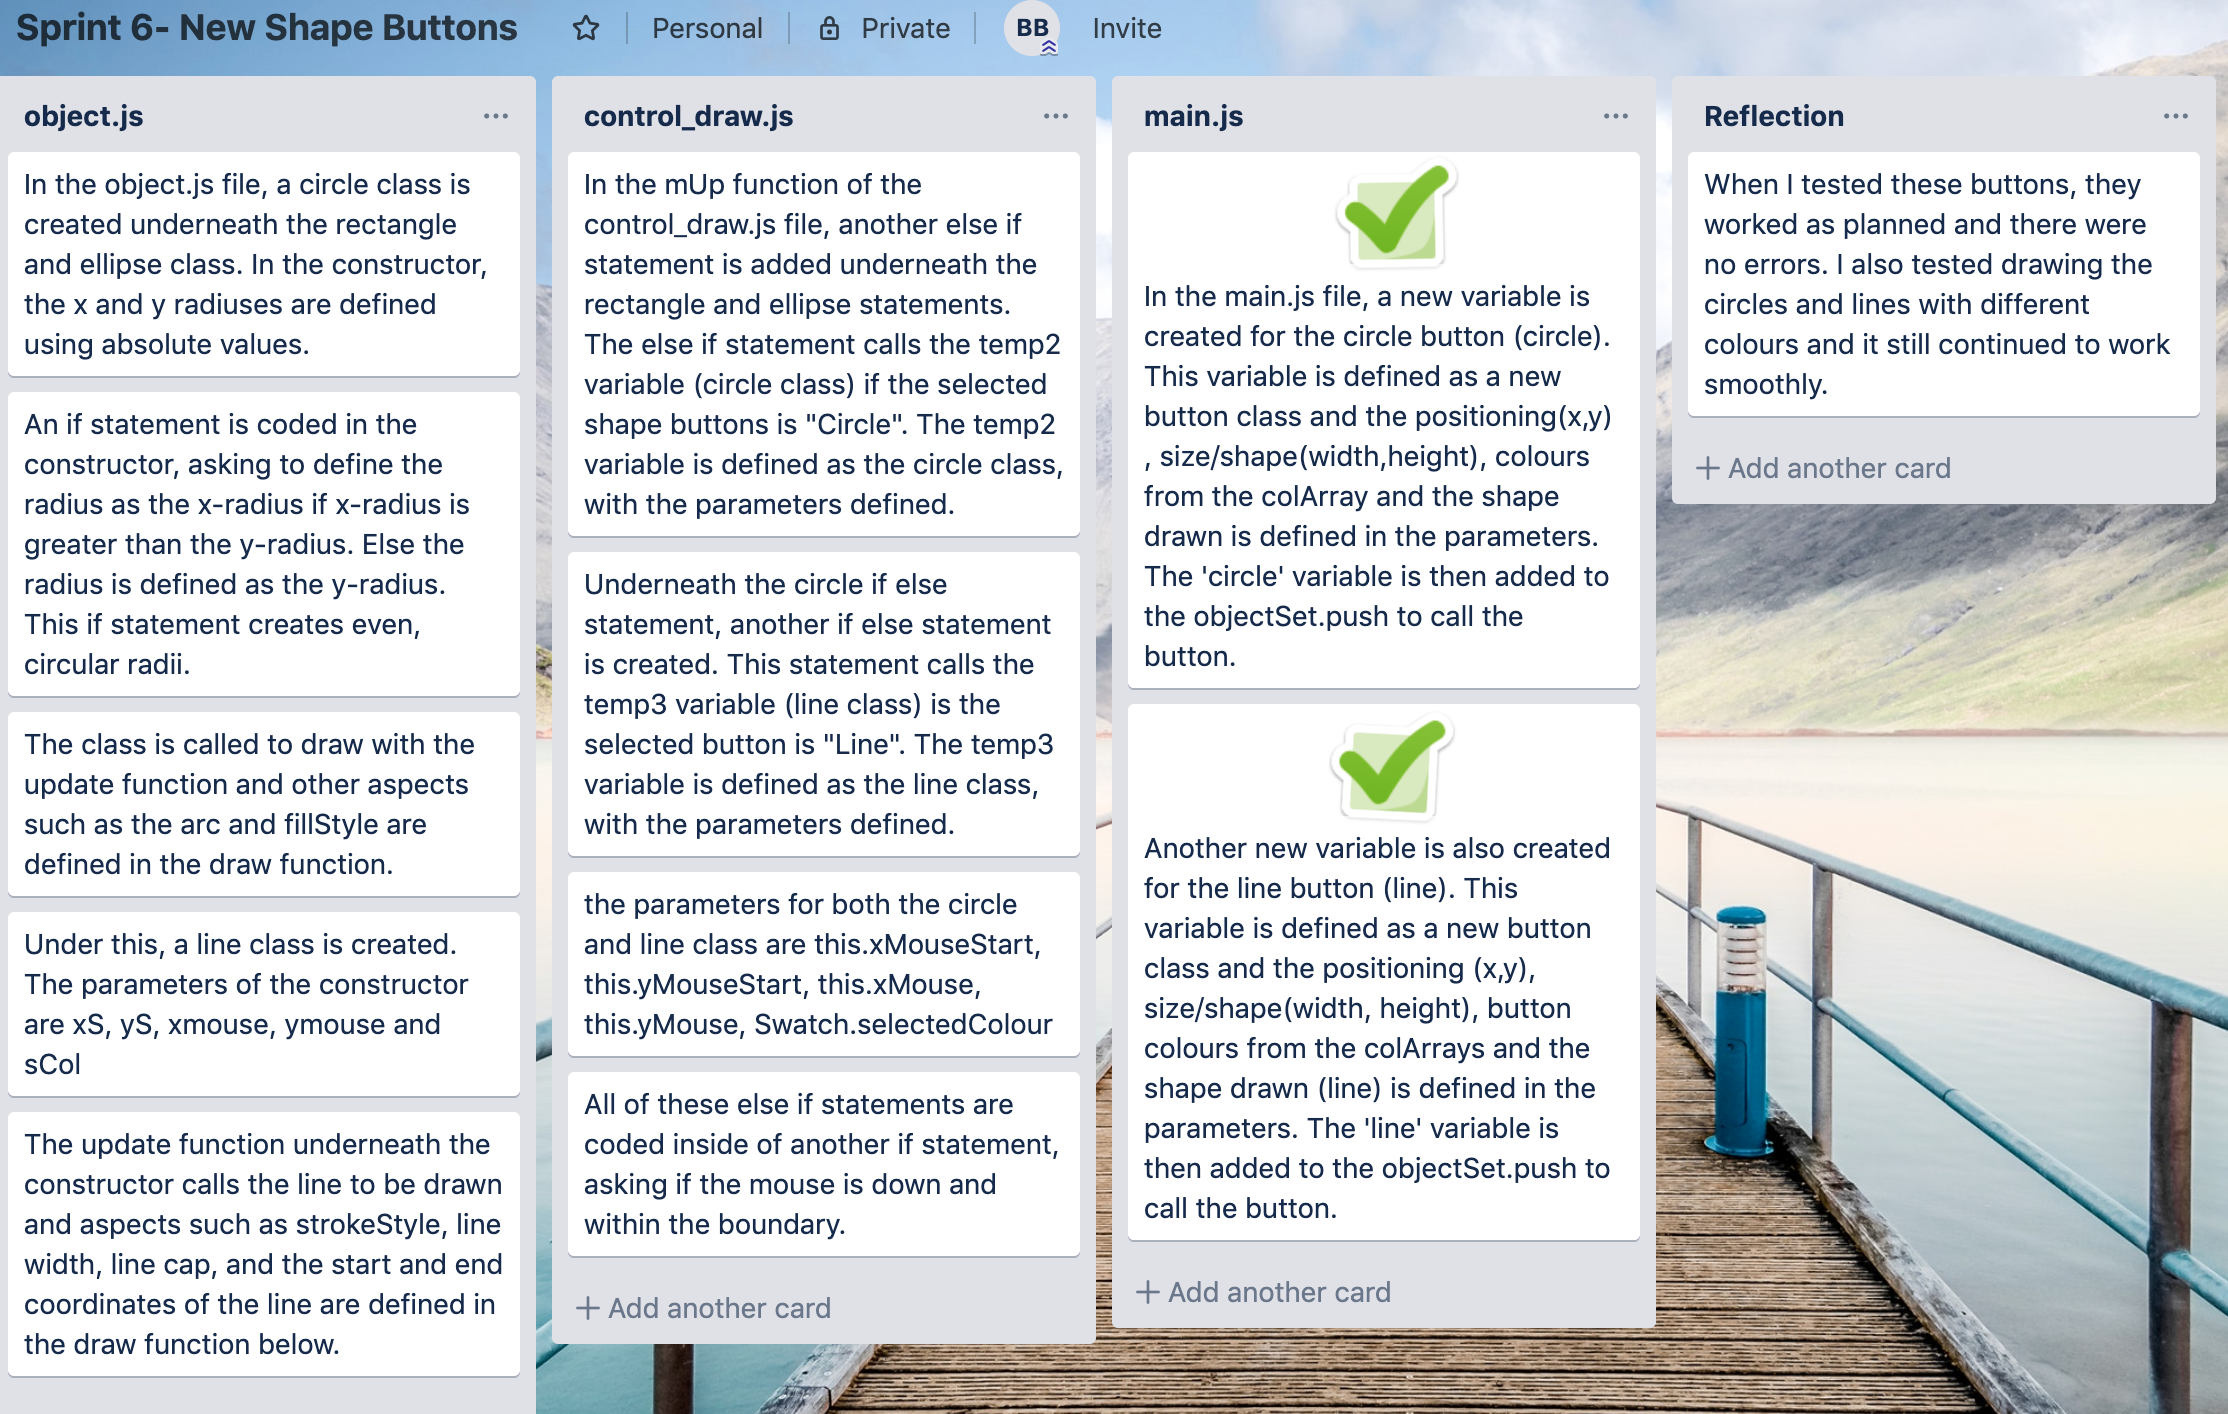 Sprint 6- New Shape Buttons
Personal
Private
BB
Invite
object.js
In the object.js file, a circle class is
created underneath the rectangle
and ellipse class. In the constructor,
the x and y radiuses are defined
using absolute values.
An if statement is coded in the
constructor, asking to define the
radius as the x-radius if x-radius is
greater than the y-radius. Else the
radius is defined as the y-radius.
This if statement creates even,
circular radii.
The class is called to draw with the
update function and other aspects
such as the arc and fillStyle are
defined in the draw function.
Under this, a line class is created.
The parameters of the constructor
are xS, yS, xmouse, ymouse and
sCol
The update function underneath the
constructor calls the line to be drawn
and aspects such as strokeStyle, line
width, line cap, and the start and end
coordinates of the line are defined in
the draw function below.
control_draw.js
In the mUp function of the
control_draw.js file, another else if
statement is added underneath the
rectangle and ellipse statements.
The else if statement calls the temp2
variable (circle class) if the selected
shape buttons is "Circle". The temp2
variable is defined as the circle class,
with the parameters defined.
Underneath the circle if else
statement, another if else statement
is created. This statement calls the
temp3 variable (line class) is the
selected button is "Line". The temp3
variable is defined as the line class,
with the parameters defined.
the parameters for both the circle
and line class are this.xMouseStart,
this.yMouseStart, this.xMouse,
this.yMouse, Swatch.selectedColour
All of these else if statements are
coded inside of another if statement,
asking if the mouse is down and
within the boundary.
+ Add another card
main.js
In the main.js file, a new variable is
created for the circle button (circle).
This variable is defined as a new
button class and the positioning(x,y)
, size/shape(width,height), colours
from the colArray and the shape
drawn is defined in the parameters.
The 'circle' variable is then added to
the objectSet.push to call the
button.
Another new variable is also created
for the line button (line). This
variable is defined as a new button
class and the positioning (x,y),
size/shape(width, height), button
colours from the colArrays and the
shape drawn (line) is defined in the
parameters. The 'line' variable is
then added to the objectSet.push to
call the button.
+ Add another card
Reflection
When I tested these buttons, they
worked as planned and there were
no errors. I also tested drawing the
circles and lines with different
colours and it still continued to work
smoothly.
+ Add another card